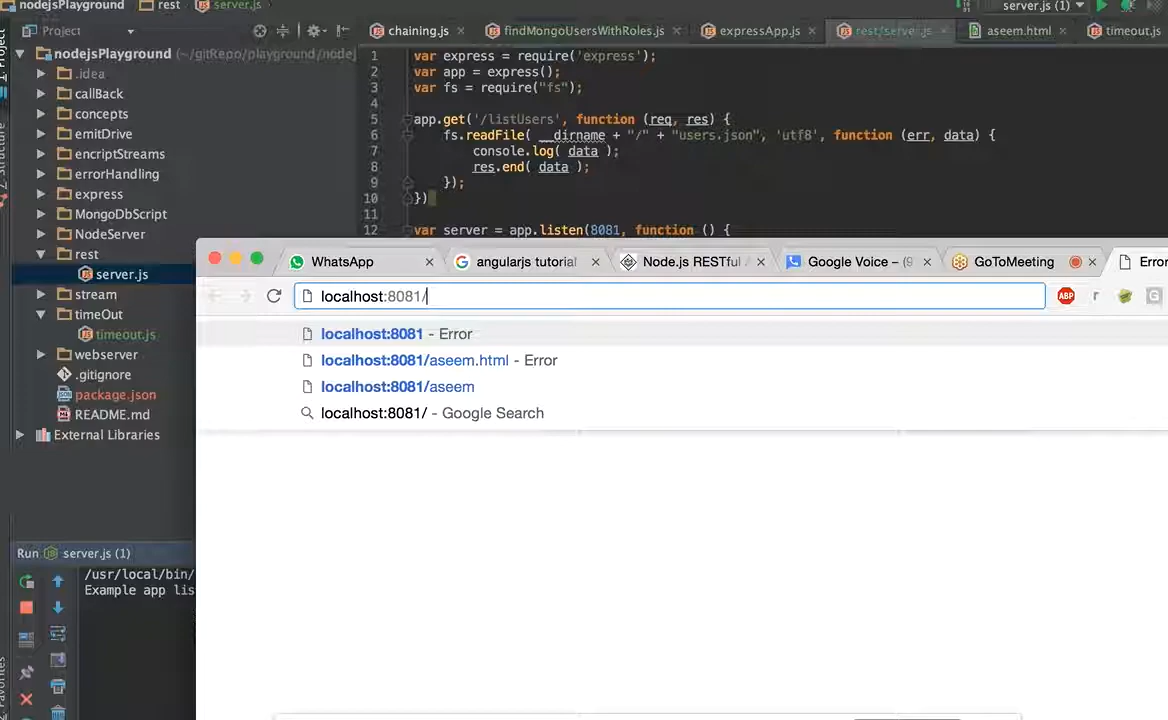 nodejsPlayground rest server.js
server.js (1)
Project
chaining.js findMongoUsersWithRoles.js expressApp.js rest/server.js aseem.html timeout.js
nodejsPlayground (~/gitRepo/playground/nodej
.idea
callBack
concepts
emitDrive
encriptStreams
errorHandling
express
MongoDbScript
NodeServer
rest
server.js
stream
timeOut
timeout.js
webserver
.gitignore
package.json
README.md
External Libraries
1 var express = require('express');
2 var app = express();
3 var fs = require("fs");
4
5 app.get('/listUsers', function (req, res) {
6 fs.readFile( __dirname + "/" + "users.json", 'utf8', function (err, data) {
7 console.log( data );
8 res.end( data );
9 });
10 })
11
12 var server = app.listen(8081, function () {
WhatsApp angularjs tutorial Node.js RESTful A Google Voice – (9 GoToMeeting Error
localhost:8081/
ABP r G
localhost:8081 - Error
localhost:8081/aseem.html - Error
localhost:8081/aseem
localhost:8081/ - Google Search
Run server.js (1)
/usr/local/bin/
Example app lis